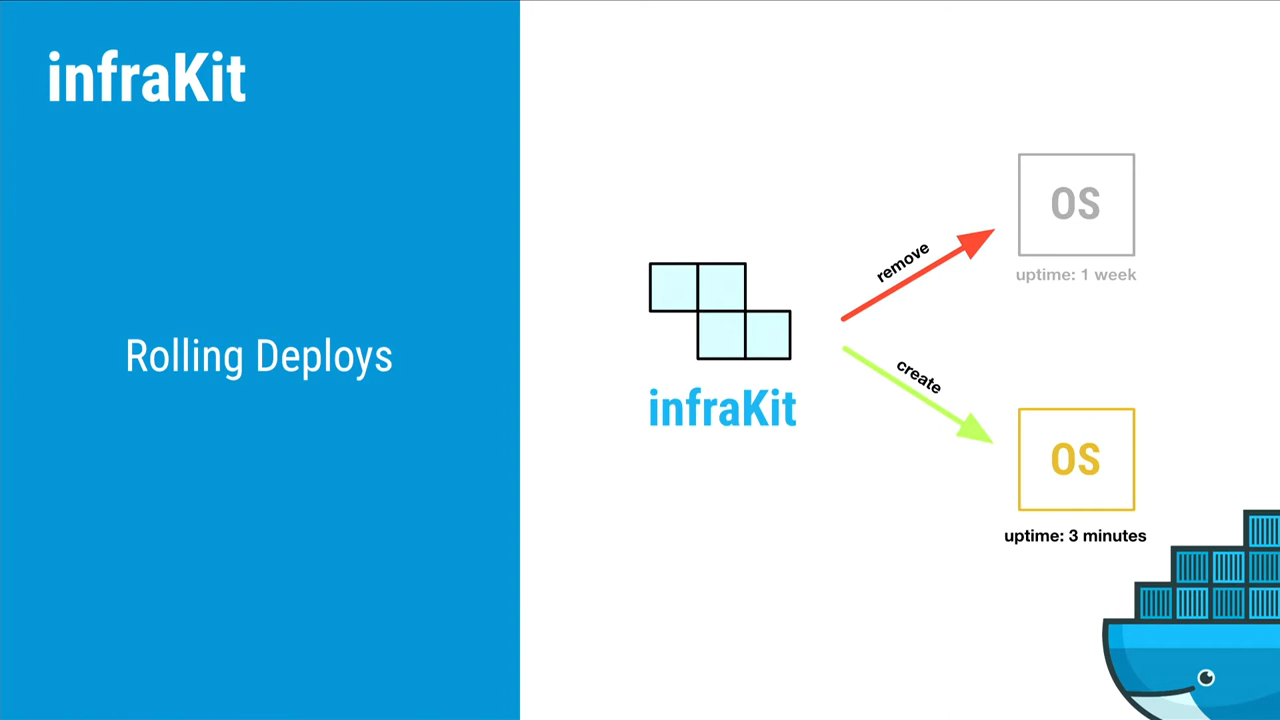 infraKit
Rolling Deploys
infraKit
remove
create
OS
uptime: 1 week
OS
uptime: 3 minutes